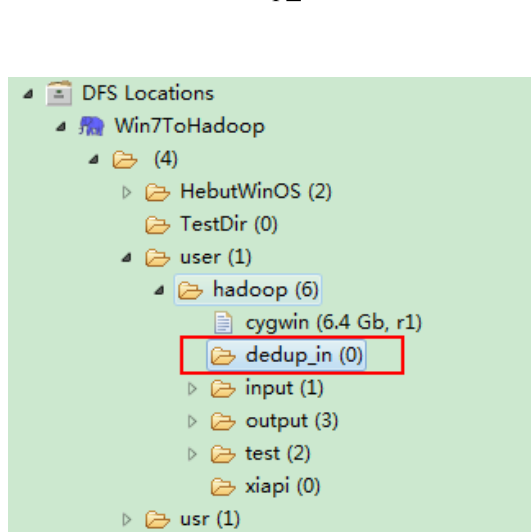 DFS Locations
Win7ToHadoop
(4)
HebutWinOS (2)
TestDir (0)
user (1)
hadoop (6)
cygwin (6.4 Gb, r1)
dedup_in (0)
input (1)
output (3)
test (2)
xiapi (0)
usr (1)